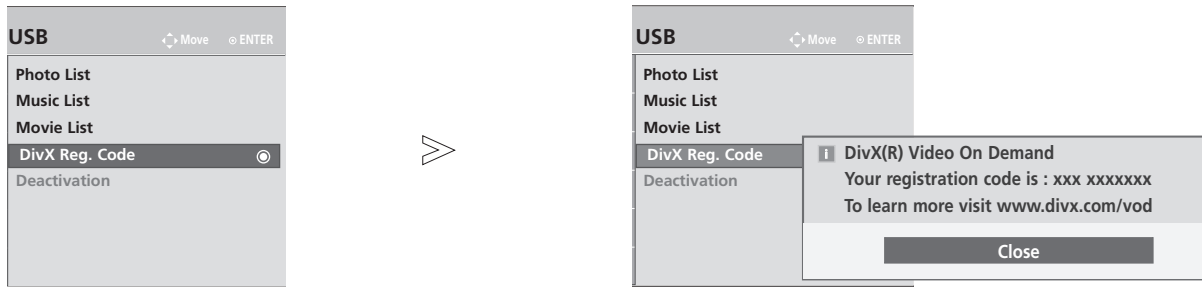 USB Move ENTER
Photo List
Music List
Movie List
DivX Reg. Code
Deactivation
USB Move ENTER
Photo List
Music List
Movie List
DivX Reg. Code
Deactivation
i DivX(R) Video On Demand
Your registration code is : xxx xxxxxxx
To learn more visit www.divx.com/vod
Close